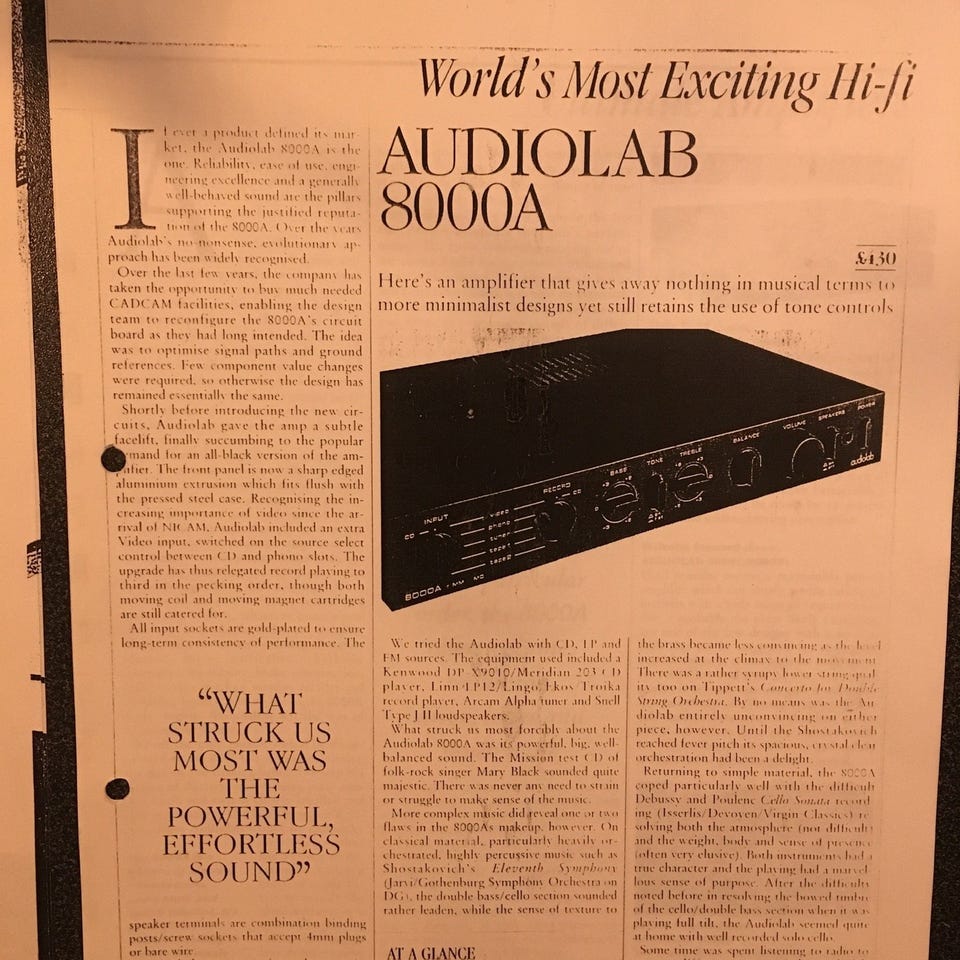 World's Most Exciting Hi-fi
AUDIOLAB
8000A
£430
Here's an amplifier that gives away nothing in musical terms to
more minimalist designs yet still retains the use of tone controls
If ever a product defined its mar-
ket, the Audiolab 8000A is the
one. Reliability, ease of use, engi-
neering excellence and a generally
well-behaved sound are the pillars
supporting the justified reputa-
tion of the 8000A. Over the years
Audiolab's no-nonsense, evolutionary ap-
proach has been widely recognised.
Over the last few years, the company has
taken the opportunity to buy much needed
CADCAM facilities, enabling the design
team to reconfigure the 8000A's circuit
board as they had long intended. The idea
was to optimise signal paths and ground
references. Few component value changes
were required, so otherwise the design has
remained essentially the same.
Shortly before introducing the new cir-
cuits, Audiolab gave the amp a subtle
facelift, finally succumbing to the popular
mand for an all-black version of the am-
plifier. The front panel is now a sharp edged
aluminium extrusion which fits flush with
the pressed steel case. Recognising the in-
creasing importance of video since the ar-
rival of NICAM, Audiolab included an extra
Video input, switched on the source select
control between CD and phono slots. The
upgrade has thus relegated record playing to
third in the pecking order, though both
moving coil and moving magnet cartridges
are still catered for.
All input sockets are gold-plated to ensure
long-term consistency of performance. The
"WHAT
STRUCK US
MOST WAS
THE
POWERFUL,
EFFORTLESS
SOUND"
speaker terminals are combination binding
posts/screw sockets that accept 4mm plugs
or bare wire.
INPUT
CD
video
phono
tuner
tape1
tape2
RECORD
CD
BASS
TONE
TREBLE
BALANCE
VOLUME
SPEAKERS
POWER
8000A
MM
MC
audiolab
We tried the Audiolab with CD, LP and
FM sources. The equipment used included a
Kenwood DP-X9010/Meridian 203 CD
player, Linn LP12/Lingo/Ekos/Troika
record player, Arcam Alpha tuner and Snell
Type J II loudspeakers.
What struck us most forcibly about the
Audiolab 8000A was its powerful, big, well-
balanced sound. The Mission test CD of
folk-rock singer Mary Black sounded quite
majestic. There was never any need to strain
or struggle to make sense of the music.
More complex music did reveal one or two
flaws in the 8000A's makeup, however. On
classical material, particularly heavily or-
chestrated, highly percussive music such as
Shostakovich's Eleventh Symphony
(Jarvi/Gothenburg Symphony Orchestra on
DG), the double bass/cello section sounded
rather leaden, while the sense of texture to
AT A GLANCE
the brass became less convincing as the level
increased at the climax to the movement.
There was a rather syrupy lower string qual-
ity too on Tippett's Concerto for Double
String Orchestra. By no means was the Au-
diolab entirely unconvincing on either
piece, however. Until the Shostakovich
reached fever pitch its spacious, crystal clear
orchestration had been a delight.
Returning to simple material, the 8000A
coped particularly well with the difficult
Debussy and Poulenc Cello Sonata record-
ing (Isserlis/Devoyen/Virgin Classics) re-
solving both the atmosphere (not difficult)
and the weight, body and sense of presence
(often very elusive). Both instruments had a
true character and the playing had a marvel-
lous sense of purpose. After the difficulty
noted before in resolving the bowed timbre
of the cello/double bass section when it was
playing full tilt, the Audiolab seemed quite
at home with well recorded solo cello.
Some time was spent listening to radio to